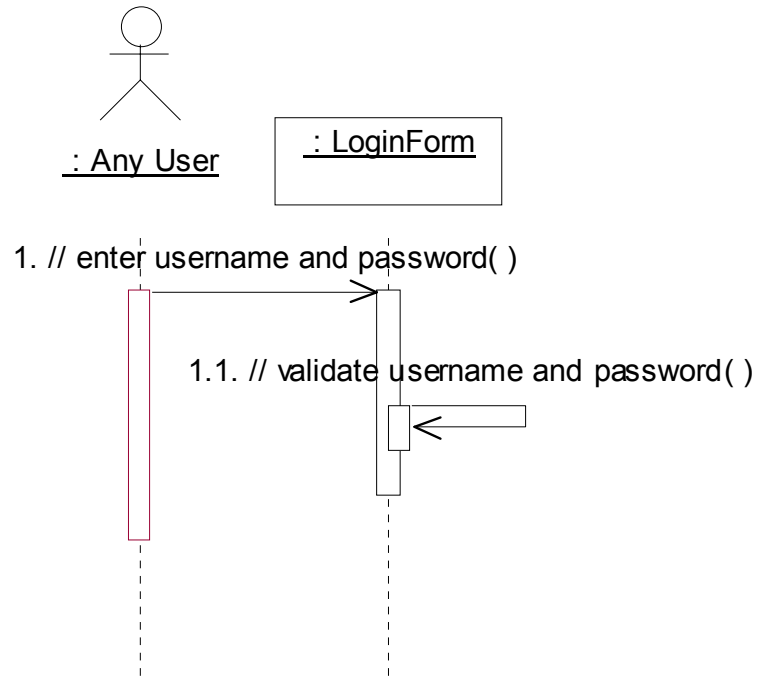 : Any User
: LoginForm
1. // enter username and password( )
1.1. // validate username and password( )